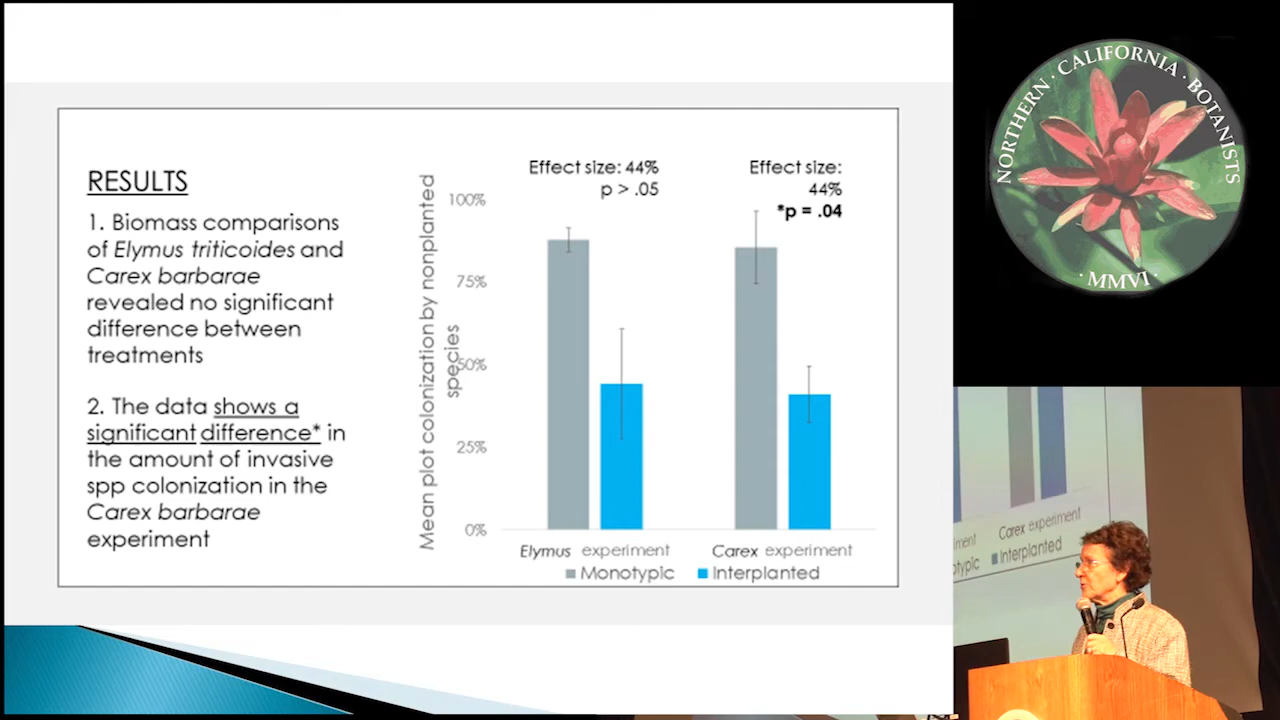 RESULTS
1. Biomass comparisons
of Elymus triticoides and
Carex barbarae
revealed no significant
difference between
treatments
2. The data shows a
significant difference* in
the amount of invasive
spp colonization in the
Carex barbarae
experiment
Effect size: 44%
p > .05
Effect size:
44%
*p = .04
Mean plot colonization by nonplanted
species
100%
75%
50%
25%
0%
Elymus experiment
Carex experiment
Monotypic
Interplanted
NORTHERN · CALIFORNIA · BOTANISTS
· MMVI ·
Carex experiment
Interplanted